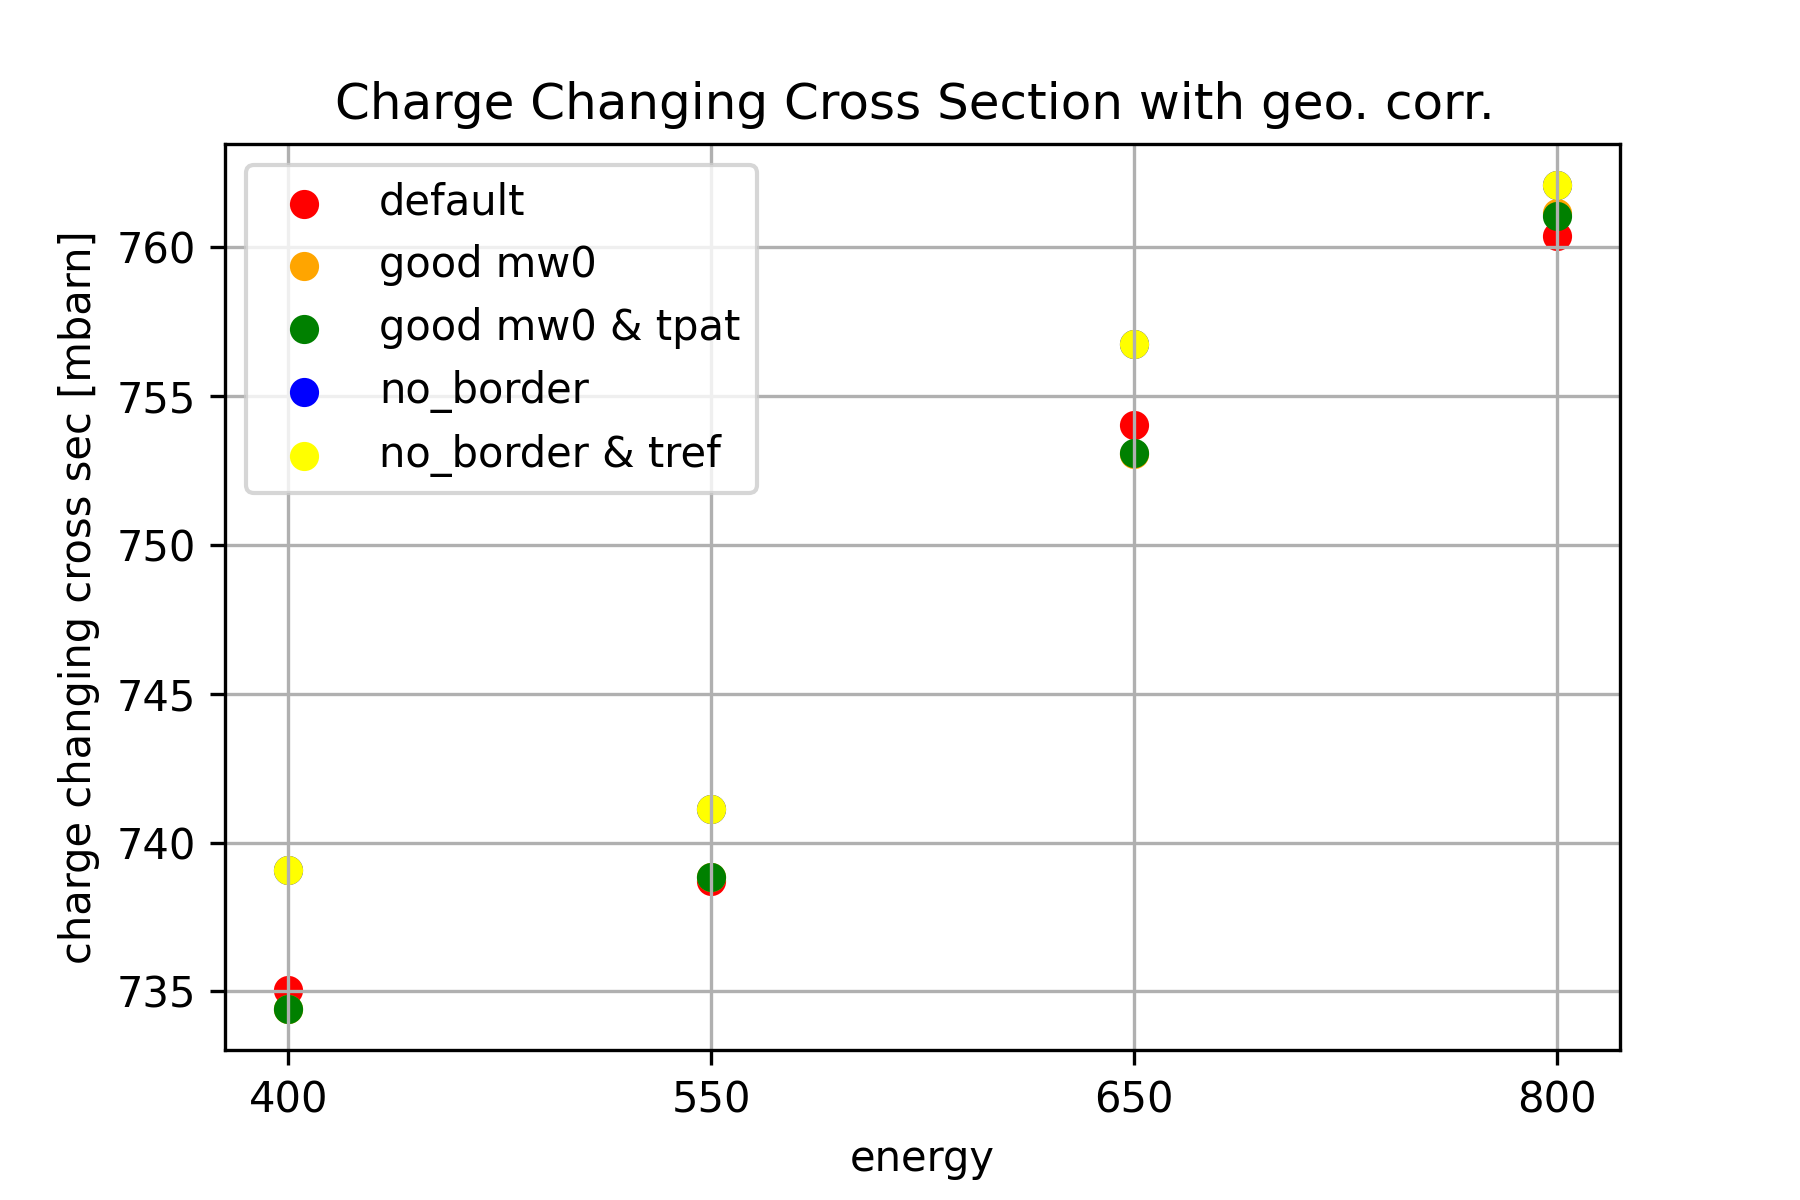 Charge Changing Cross Section with geo. corr.
default
good mw0
good mw0 & tpat
no_border
no_border & tref
charge changing cross sec [mbarn]
760
755
750
745
740
735
400 550 650 800
energy